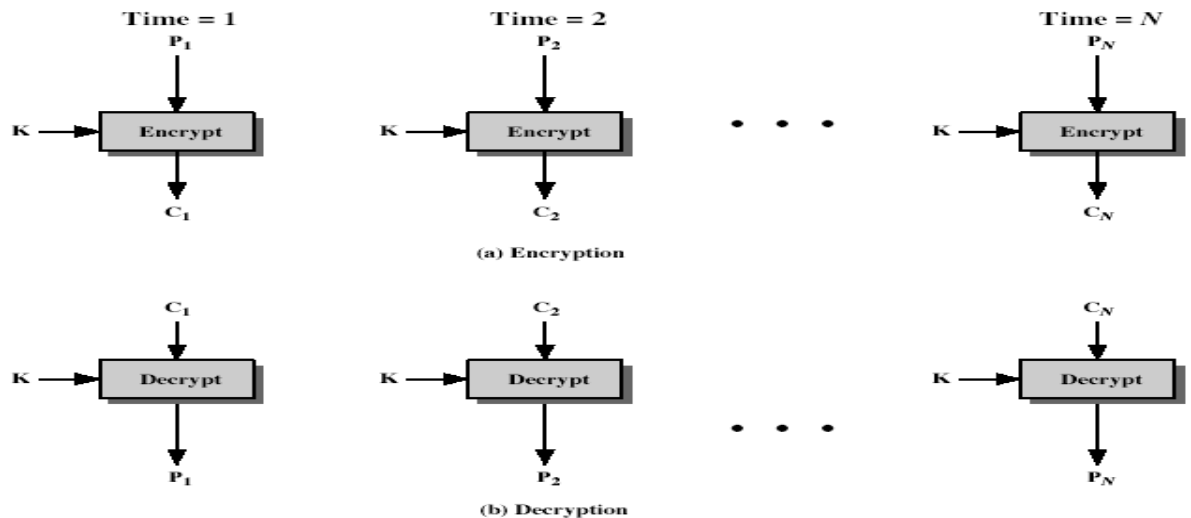 Time = 1 Time = 2 Time = N
P1 P2 PN
K Encrypt K Encrypt K Encrypt
C1 C2 CN
(a) Encryption
C1 C2 CN
K Decrypt K Decrypt K Decrypt
P1 P2 PN
(b) Decryption